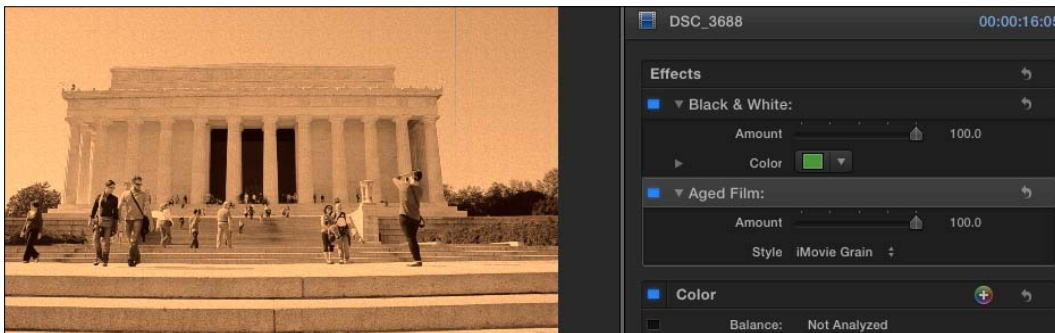 DSC_3688 00:00:16:05
Effects
Black & White:
Amount 100.0
Color
Aged Film:
Amount 100.0
Style iMovie Grain
Color
Balance: Not Analyzed